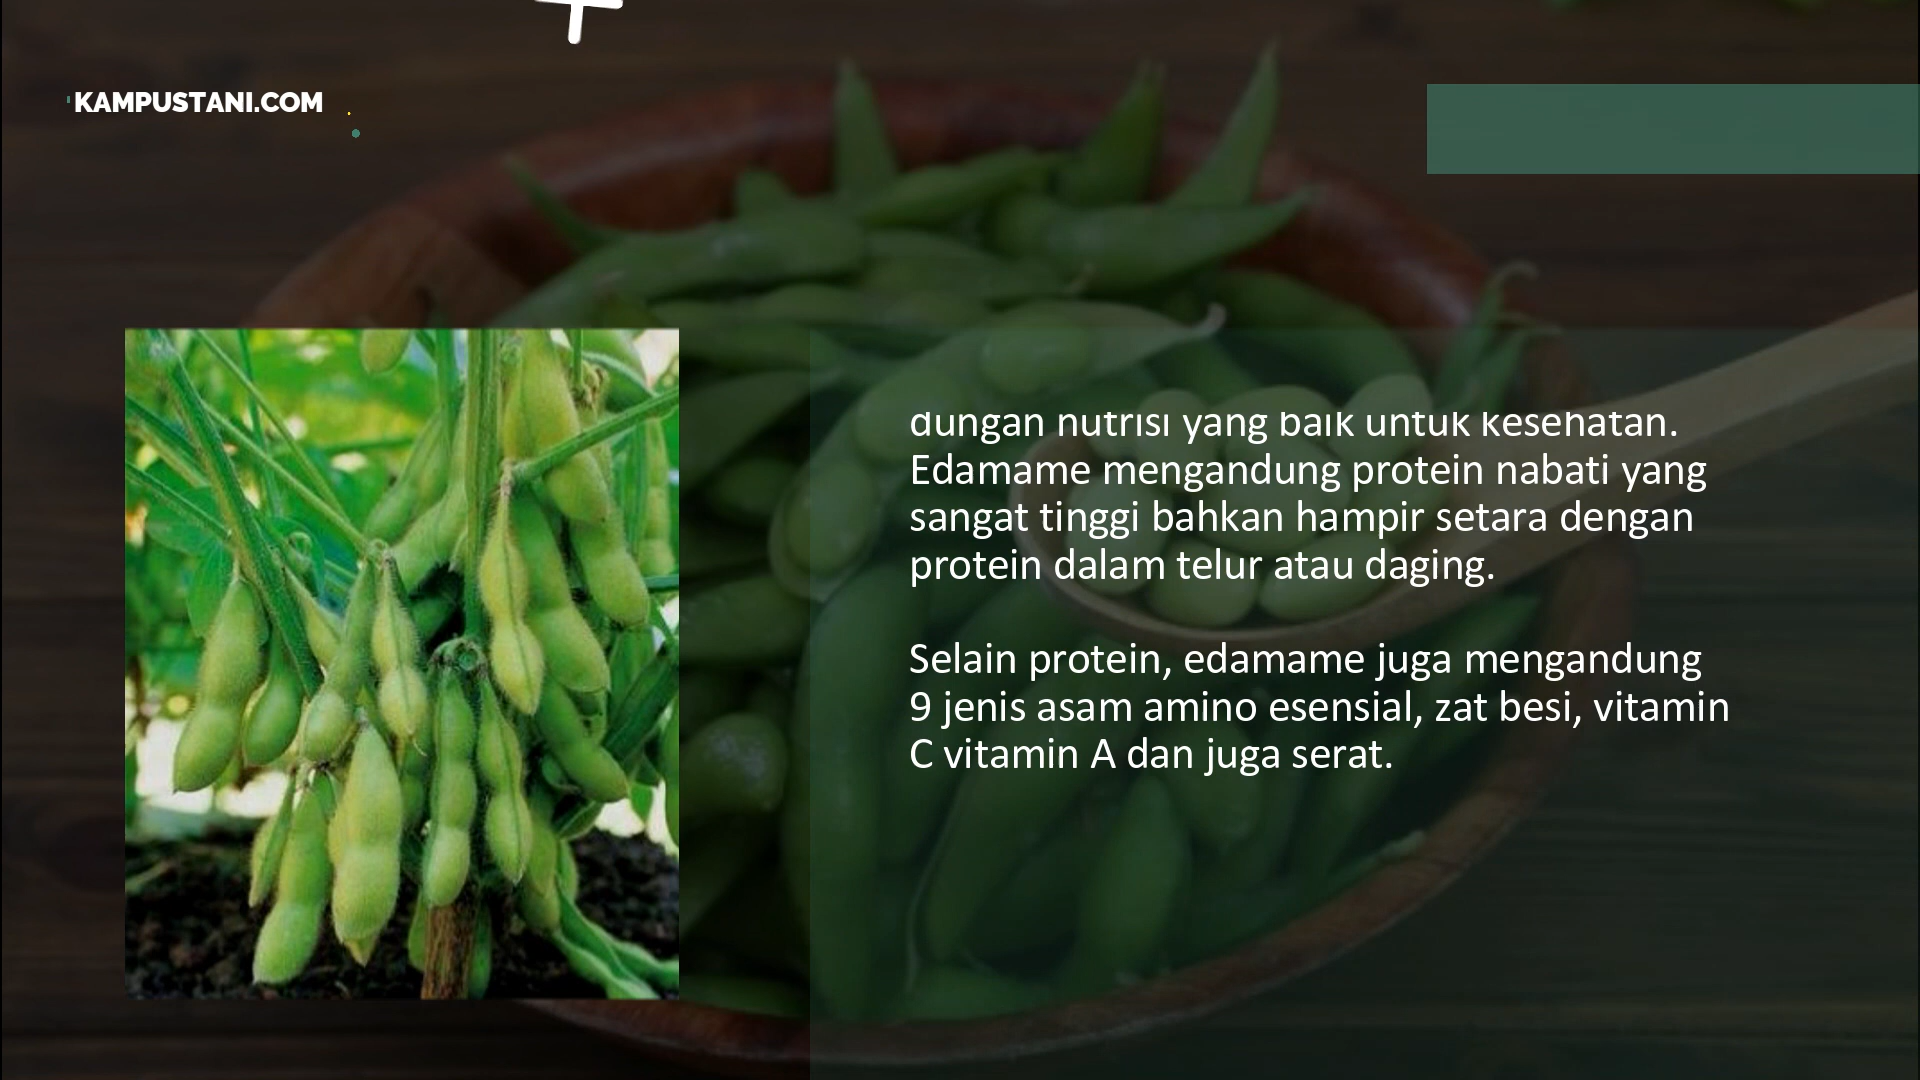 KAMPUSTANI.COM
dungan nutrisi yang baik untuk kesehatan.
Edamame mengandung protein nabati yang
sangat tinggi bahkan hampir setara dengan
protein dalam telur atau daging.
Selain protein, edamame juga mengandung
9 jenis asam amino esensial, zat besi, vitamin
C vitamin A dan juga serat.